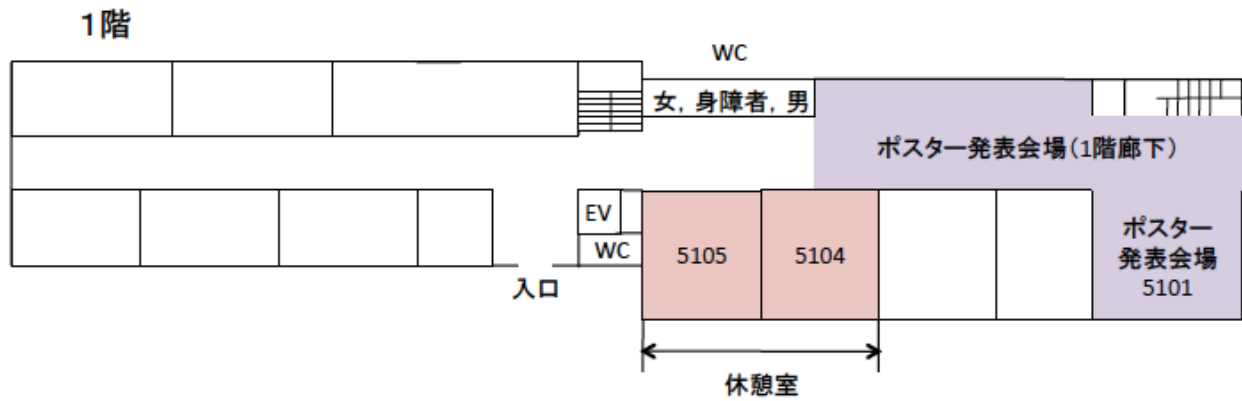 1階
WC
女, 身障者, 男
ポスター発表会場(1階廊下)
EV
WC
5105
5104
ポスター
発表会場
5101
入口
休憩室